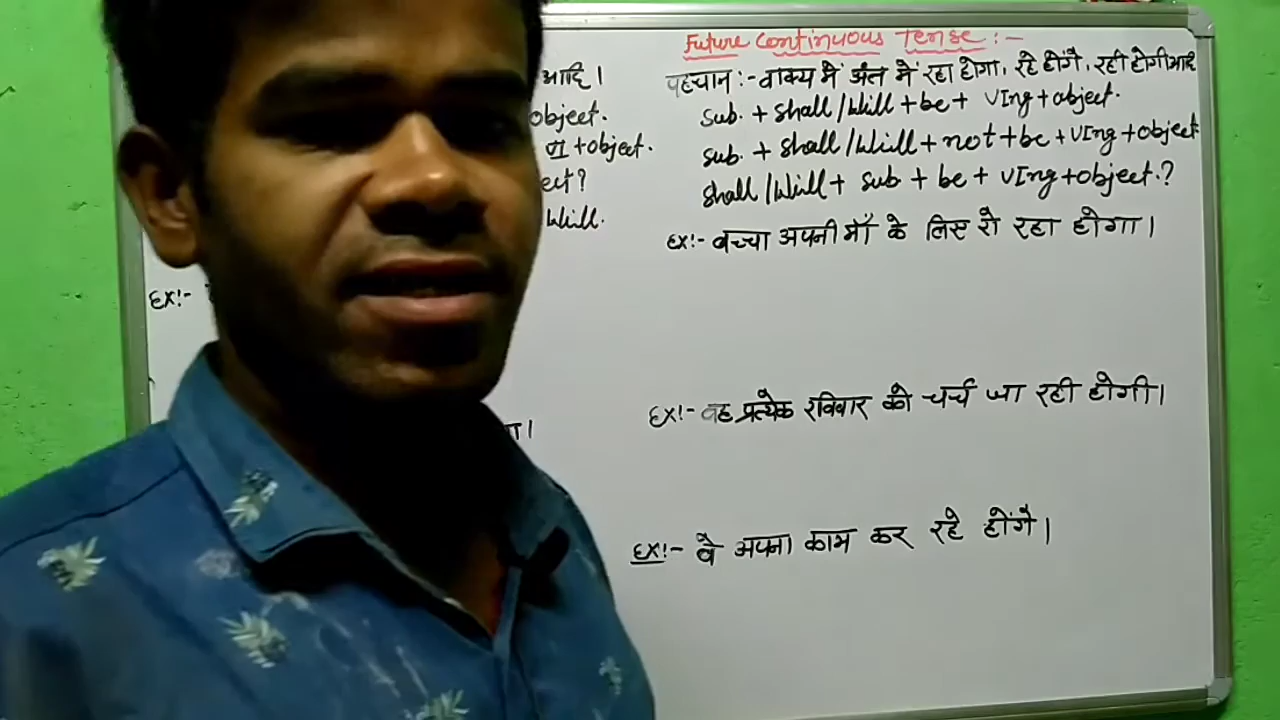 आदि ।
object.
VI + object.
ect?
Will.
Ex!-
ा।
Future Continuous Tense :-
पहचान :- वाक्य में अंत में रहा होगा, रहे होंगे, रही होगी आदि
Sub. + Shall / Will + be + VIng + object.
Sub. + Shall / Will + not + be + VIng + object
Shall / Will + Sub + be + VIng + object.?
Ex!- बच्चा अपनी माँ के लिए रो रहा होगा।
Ex!- वह प्रत्येक रविवार को चर्च जा रही होगी।
Ex!- वे अपना काम कर रहे होंगे।